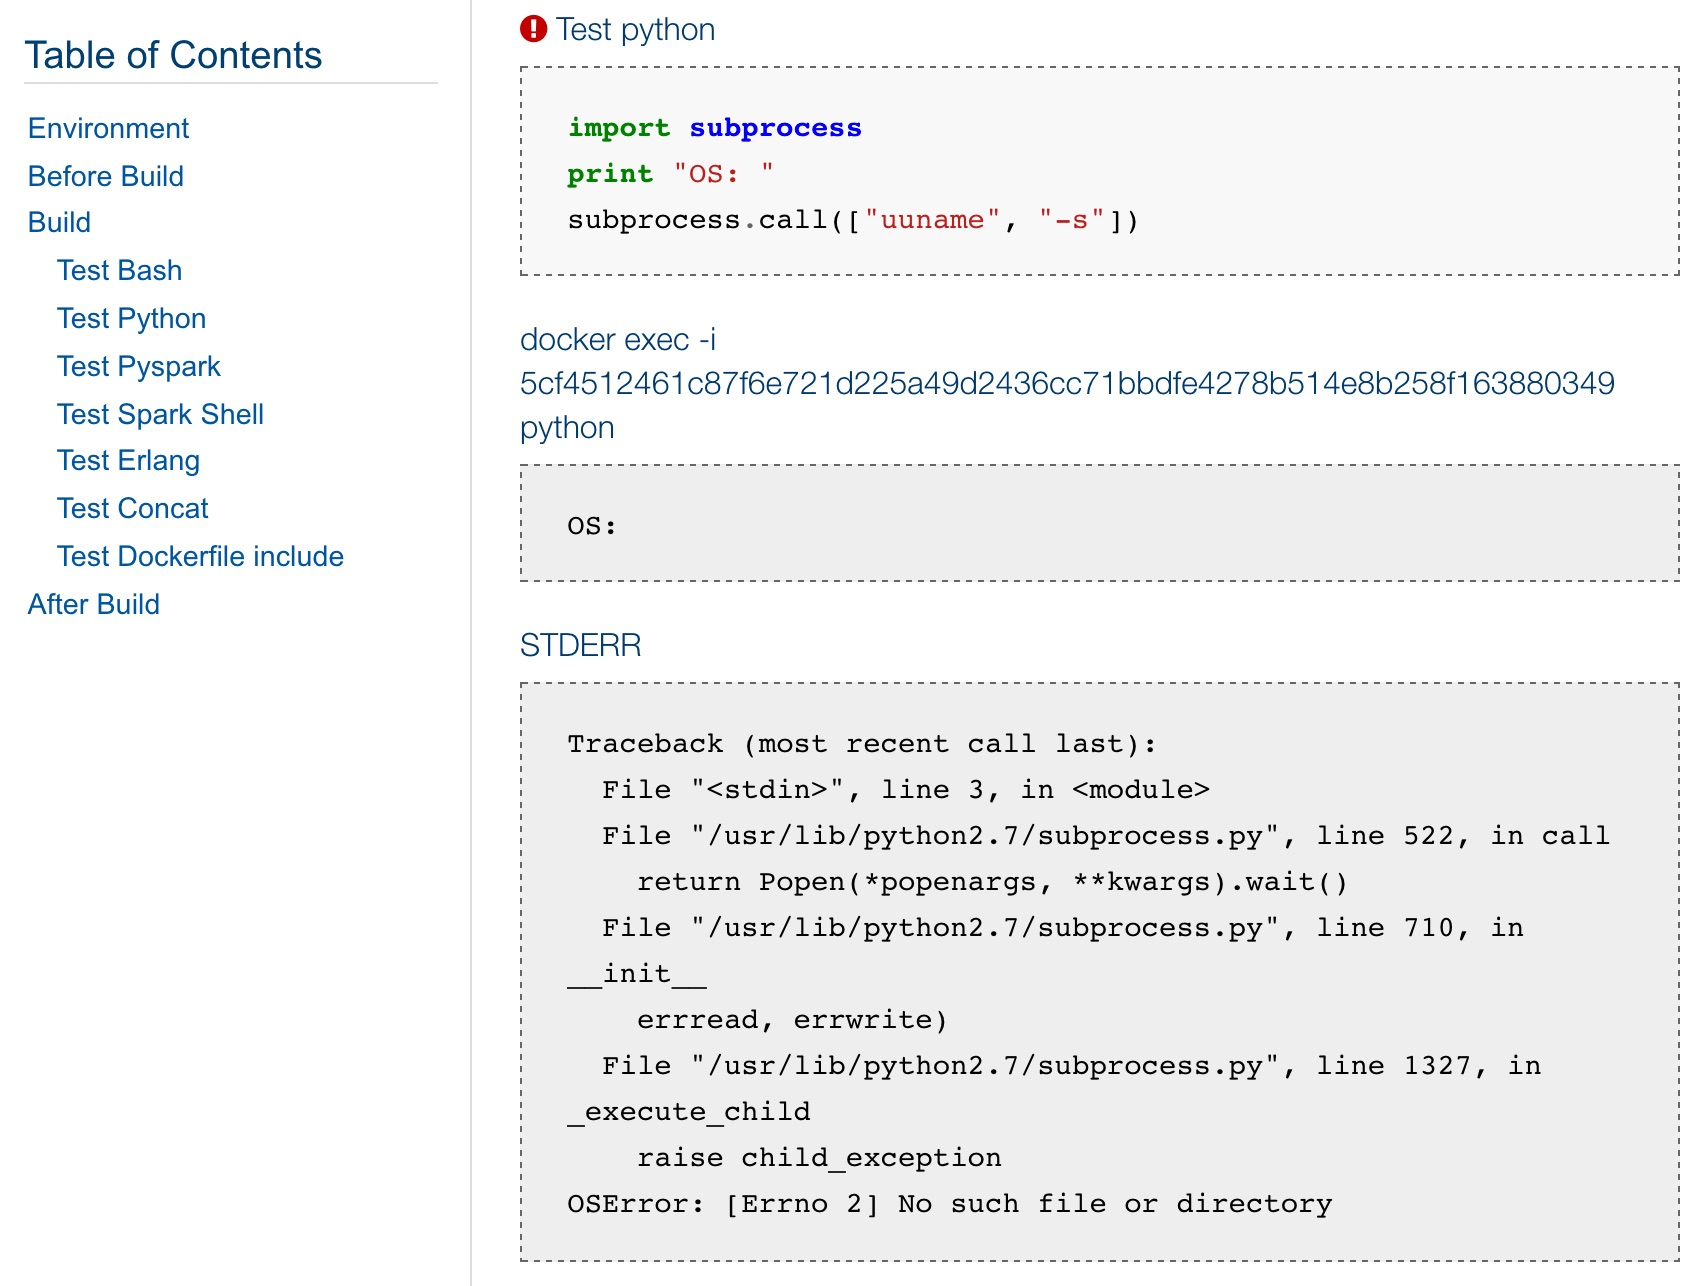 Table of Contents
Environment
Before Build
Build
Test Bash
Test Python
Test Pyspark
Test Spark Shell
Test Erlang
Test Concat
Test Dockerfile include
After Build
Test python
import subprocess
print "OS: "
subprocess.call(["uuname", "-s"])
docker exec -i
5cf4512461c87f6e721d225a49d2436cc71bbdfe4278b514e8b258f163880349
python
OS:
STDERR
Traceback (most recent call last):
  File "<stdin>", line 3, in <module>
  File "/usr/lib/python2.7/subprocess.py", line 522, in call
    return Popen(*popenargs, **kwargs).wait()
  File "/usr/lib/python2.7/subprocess.py", line 710, in
__init__
    errread, errwrite)
  File "/usr/lib/python2.7/subprocess.py", line 1327, in
_execute_child
    raise child_exception
OSError: [Errno 2] No such file or directory